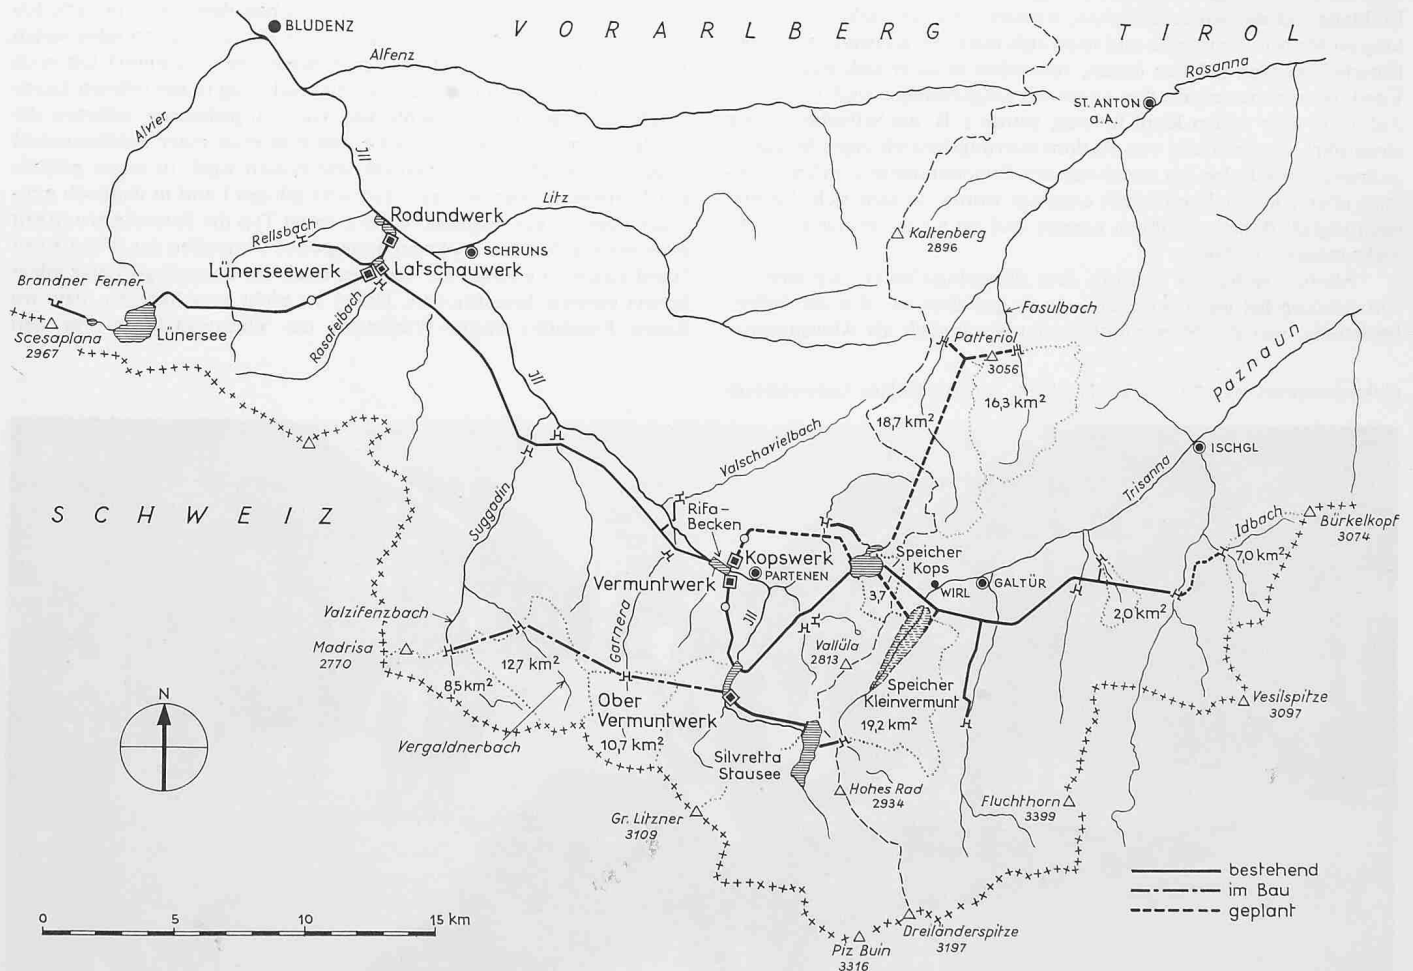 VORARLBERG
TIROL
BLUDENZ
Alfenz
Rosanna
ST. ANTON
a. A.
Alvier
Jll
Litz
Rodundwerk
Rellsbach
SCHRUNS
Kaltenberg
2896
Lünerseewerk
Latschauwerk
Brandner Ferner
Scesaplana
2967
Lünersee
Rosafeibach
Fasulbach
Patteriol
3056
Paznaun
Jll
16,3 km²
18,7 km²
Valschavielbach
Trisanna
ISCHGL
SCHWEIZ
Suggadin
Rifa-
Becken
Jdbach
Bürkelkopf
3074
Kopswerk
Speicher
Kops
7,0 km²
Vermuntwerk
PARTENEN
WIRL
GALTÜR
3,7
2,0 km²
Valzifenzbach
Garnera
Jll
Madrisa
2770
Vallüla
2813
12,7 km²
8,5 km²
Speicher
Kleinvermunt
Ober
Vermuntwerk
Vesilspitze
3097
19,2 km²
Vergaldnerbach
10,7 km²
N
Silvretta
Stausee
Hohes Rad
2934
Fluchthorn
3399
Gr. Litzner
3109
bestehend
im Bau
geplant
0 5 10 15 km
Dreiländerspitze
3197
Piz Buin
3316